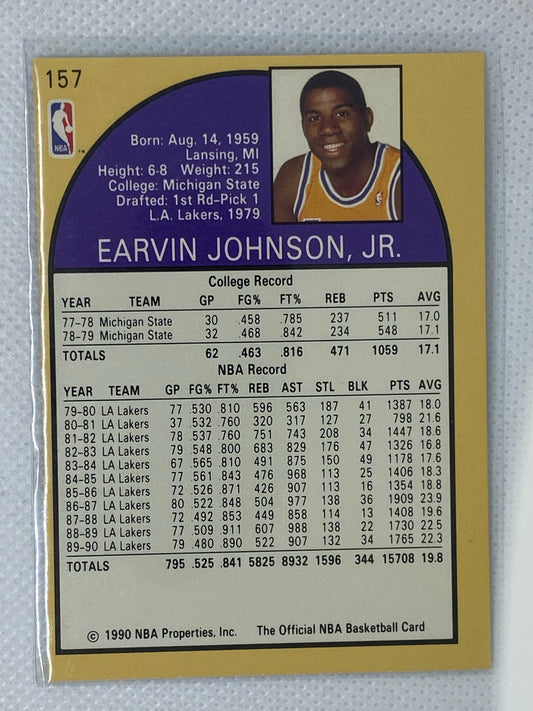 157
NBA
™
Born: Aug. 14, 1959
Lansing, MI
Height: 6-8 Weight: 215
College: Michigan State
Drafted: 1st Rd-Pick 1
L.A. Lakers, 1979
EARVIN JOHNSON, JR.
College Record
YEAR TEAM GP FG% FT% REB PTS AVG
77-78 Michigan State 30 .458 .785 237 511 17.0
78-79 Michigan State 32 .468 .842 234 548 17.1
TOTALS 62 .463 .816 471 1059 17.1
NBA Record
YEAR TEAM GP FG% FT% REB AST STL BLK PTS AVG
79-80 LA Lakers 77 .530 .810 596 563 187 41 1387 18.0
80-81 LA Lakers 37 .532 .760 320 317 127 27 798 21.6
81-82 LA Lakers 78 .537 .760 751 743 208 34 1447 18.6
82-83 LA Lakers 79 .548 .800 683 829 176 47 1326 16.8
83-84 LA Lakers 67 .565 .810 491 875 150 49 1178 17.6
84-85 LA Lakers 77 .561 .843 476 968 113 25 1406 18.3
85-86 LA Lakers 72 .526 .871 426 907 113 16 1354 18.8
86-87 LA Lakers 80 .522 .848 504 977 138 36 1909 23.9
87-88 LA Lakers 72 .492 .853 449 858 114 13 1408 19.6
88-89 LA Lakers 77 .509 .911 607 988 138 22 1730 22.5
89-90 LA Lakers 79 .480 .890 522 907 132 34 1765 22.3
TOTALS 795 .525 .841 5825 8932 1596 344 15708 19.8
© 1990 NBA Properties, Inc. The Official NBA Basketball Card